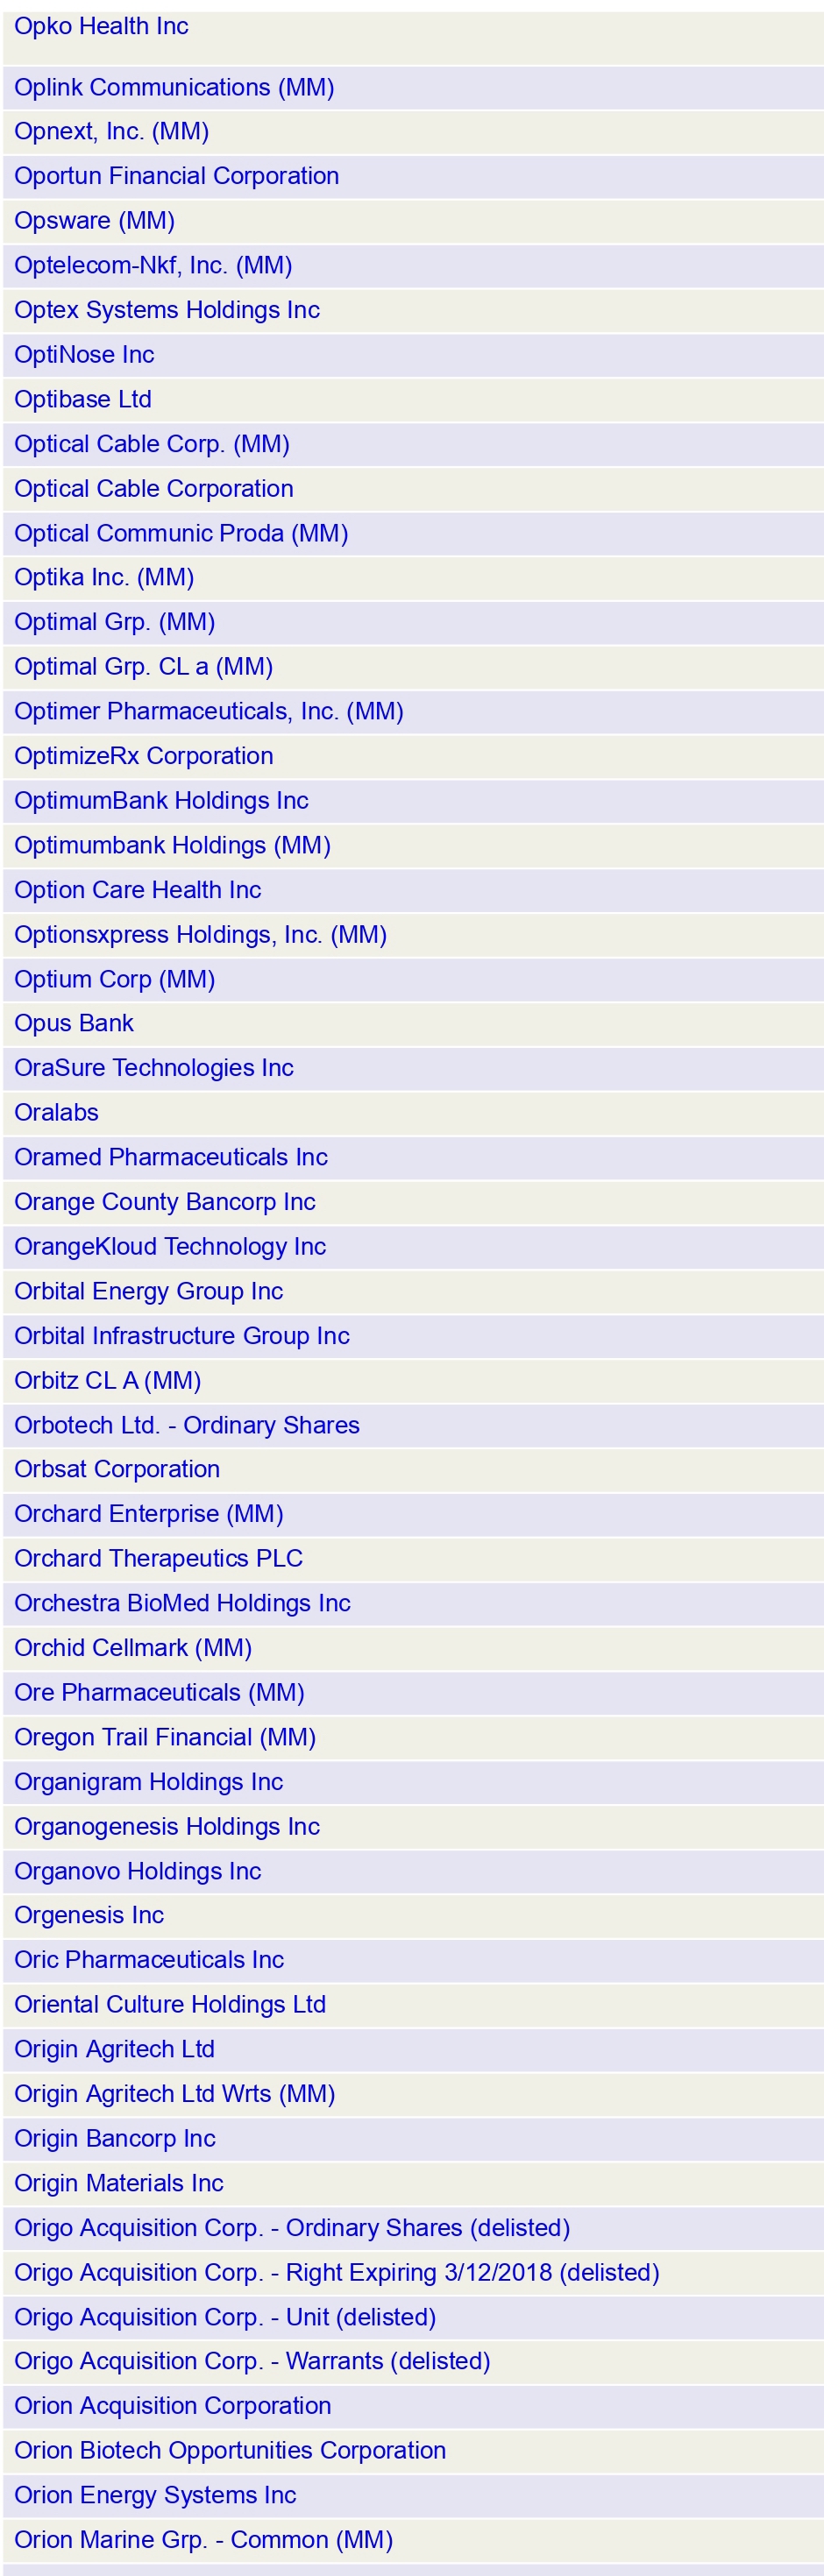 Opko Health Inc
Oplink Communications (MM)
Opnext, Inc. (MM)
Oportun Financial Corporation
Opsware (MM)
Optelecom-Nkf, Inc. (MM)
Optex Systems Holdings Inc
OptiNose Inc
Optibase Ltd
Optical Cable Corp. (MM)
Optical Cable Corporation
Optical Communic Proda (MM)
Optika Inc. (MM)
Optimal Grp. (MM)
Optimal Grp. CL a (MM)
Optimer Pharmaceuticals, Inc. (MM)
OptimizeRx Corporation
OptimumBank Holdings Inc
Optimumbank Holdings (MM)
Option Care Health Inc
Optionsxpress Holdings, Inc. (MM)
Optium Corp (MM)
Opus Bank
OraSure Technologies Inc
Oralabs
Oramed Pharmaceuticals Inc
Orange County Bancorp Inc
OrangeKloud Technology Inc
Orbital Energy Group Inc
Orbital Infrastructure Group Inc
Orbitz CL A (MM)
Orbotech Ltd. - Ordinary Shares
Orbsat Corporation
Orchard Enterprise (MM)
Orchard Therapeutics PLC
Orchestra BioMed Holdings Inc
Orchid Cellmark (MM)
Ore Pharmaceuticals (MM)
Oregon Trail Financial (MM)
Organigram Holdings Inc
Organogenesis Holdings Inc
Organovo Holdings Inc
Orgenesis Inc
Oric Pharmaceuticals Inc
Oriental Culture Holdings Ltd
Origin Agritech Ltd
Origin Agritech Ltd Wrts (MM)
Origin Bancorp Inc
Origin Materials Inc
Origo Acquisition Corp. - Ordinary Shares (delisted)
Origo Acquisition Corp. - Right Expiring 3/12/2018 (delisted)
Origo Acquisition Corp. - Unit (delisted)
Origo Acquisition Corp. - Warrants (delisted)
Orion Acquisition Corporation
Orion Biotech Opportunities Corporation
Orion Energy Systems Inc
Orion Marine Grp. - Common (MM)